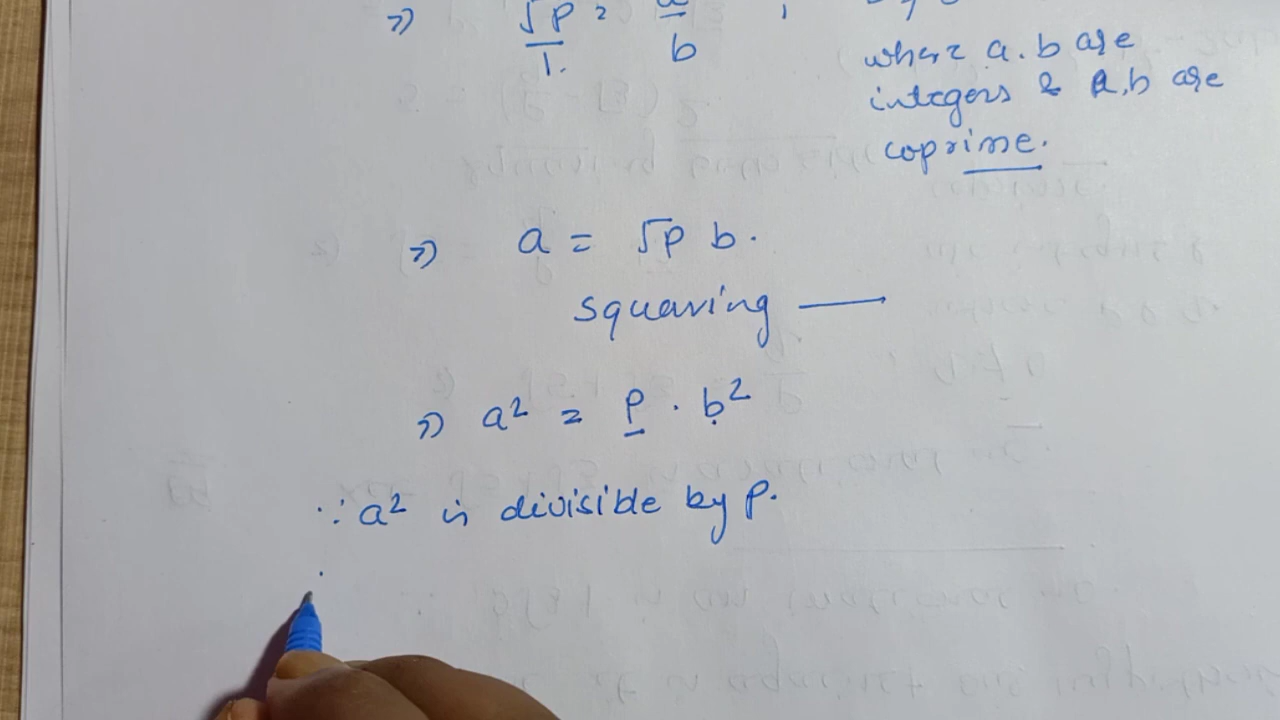 ⇒ √p = a ,
1. b
where a.b are
integers & a,b are
coprime.
⇒ a = √p b.
squaring —
⇒ a² = p . b²
∵ a² is divisible by p.